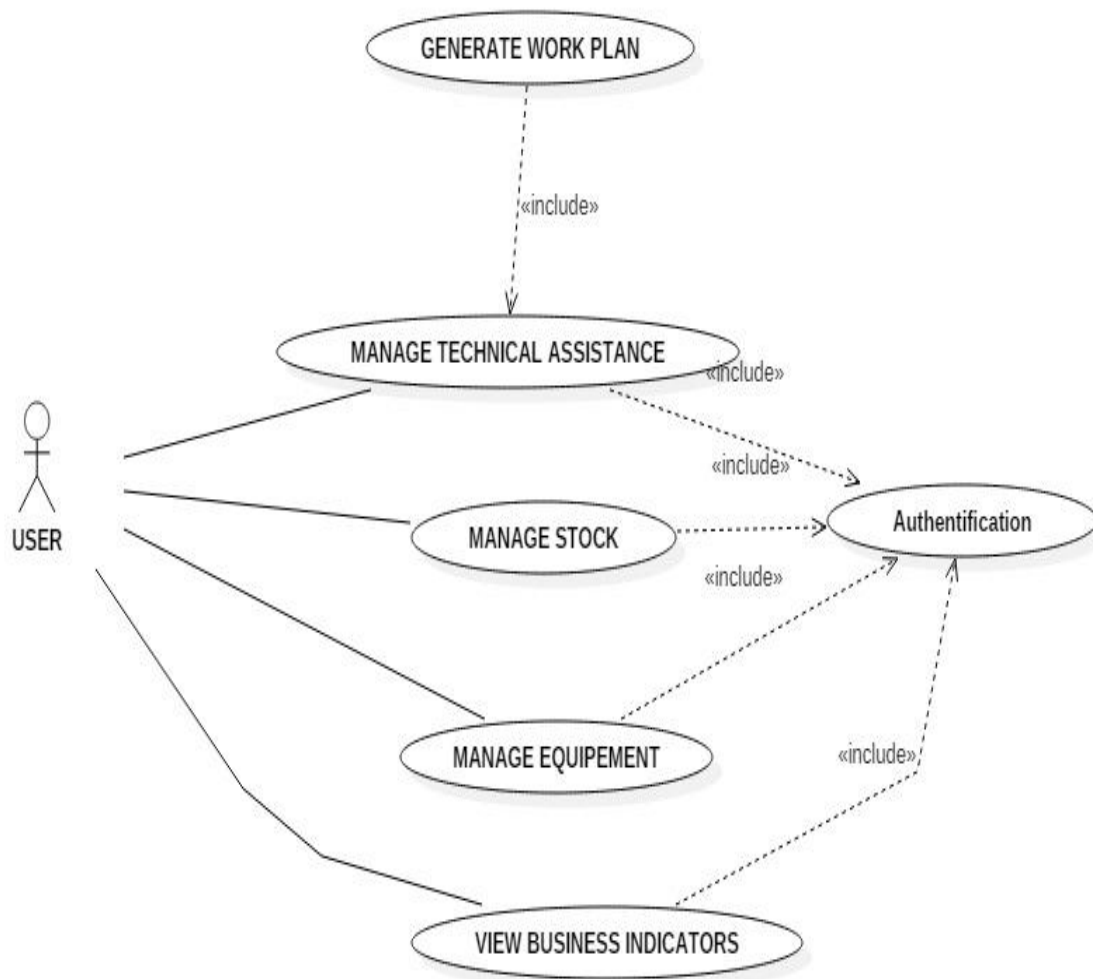 GENERATE WORK PLAN
«include»
MANAGE TECHNICAL ASSISTANCE
«include»
«include»
Authentification
USER
MANAGE STOCK
«include»
MANAGE EQUIPEMENT
«include»
VIEW BUSINESS INDICATORS